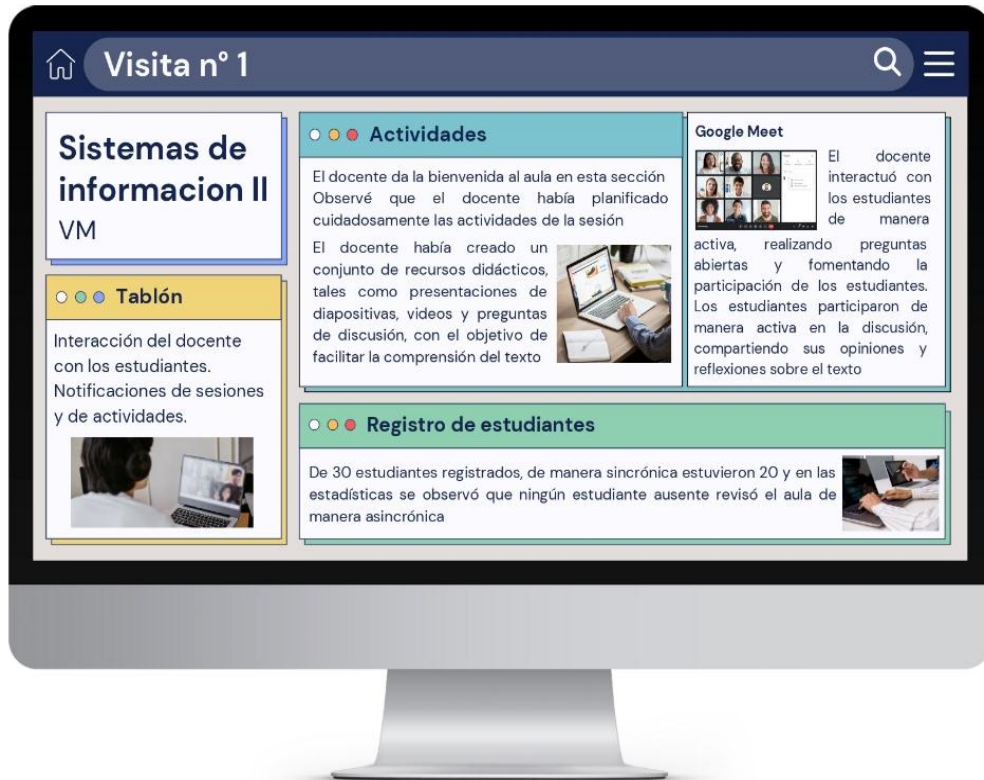 Visita n° 1
Sistemas de
informacion II
VM
Tablón
Interacción del docente
con los estudiantes.
Notificaciones de sesiones
y de actividades.
Actividades
El docente da la bienvenida al aula en esta sección
Observé que el docente había planificado
cuidadosamente las actividades de la sesión
El docente había creado un
conjunto de recursos didácticos,
tales como presentaciones de
diapositivas, videos y preguntas
de discusión, con el objetivo de
facilitar la comprensión del texto
Google Meet
El docente
interactuó con
los estudiantes
de manera
activa, realizando preguntas
abiertas y fomentando la
participación de los estudiantes.
Los estudiantes participaron de
manera activa en la discusión,
compartiendo sus opiniones y
reflexiones sobre el texto
Registro de estudiantes
De 30 estudiantes registrados, de manera sincrónica estuvieron 20 y en las
estadísticas se observó que ningún estudiante ausente revisó el aula de
manera asincrónica